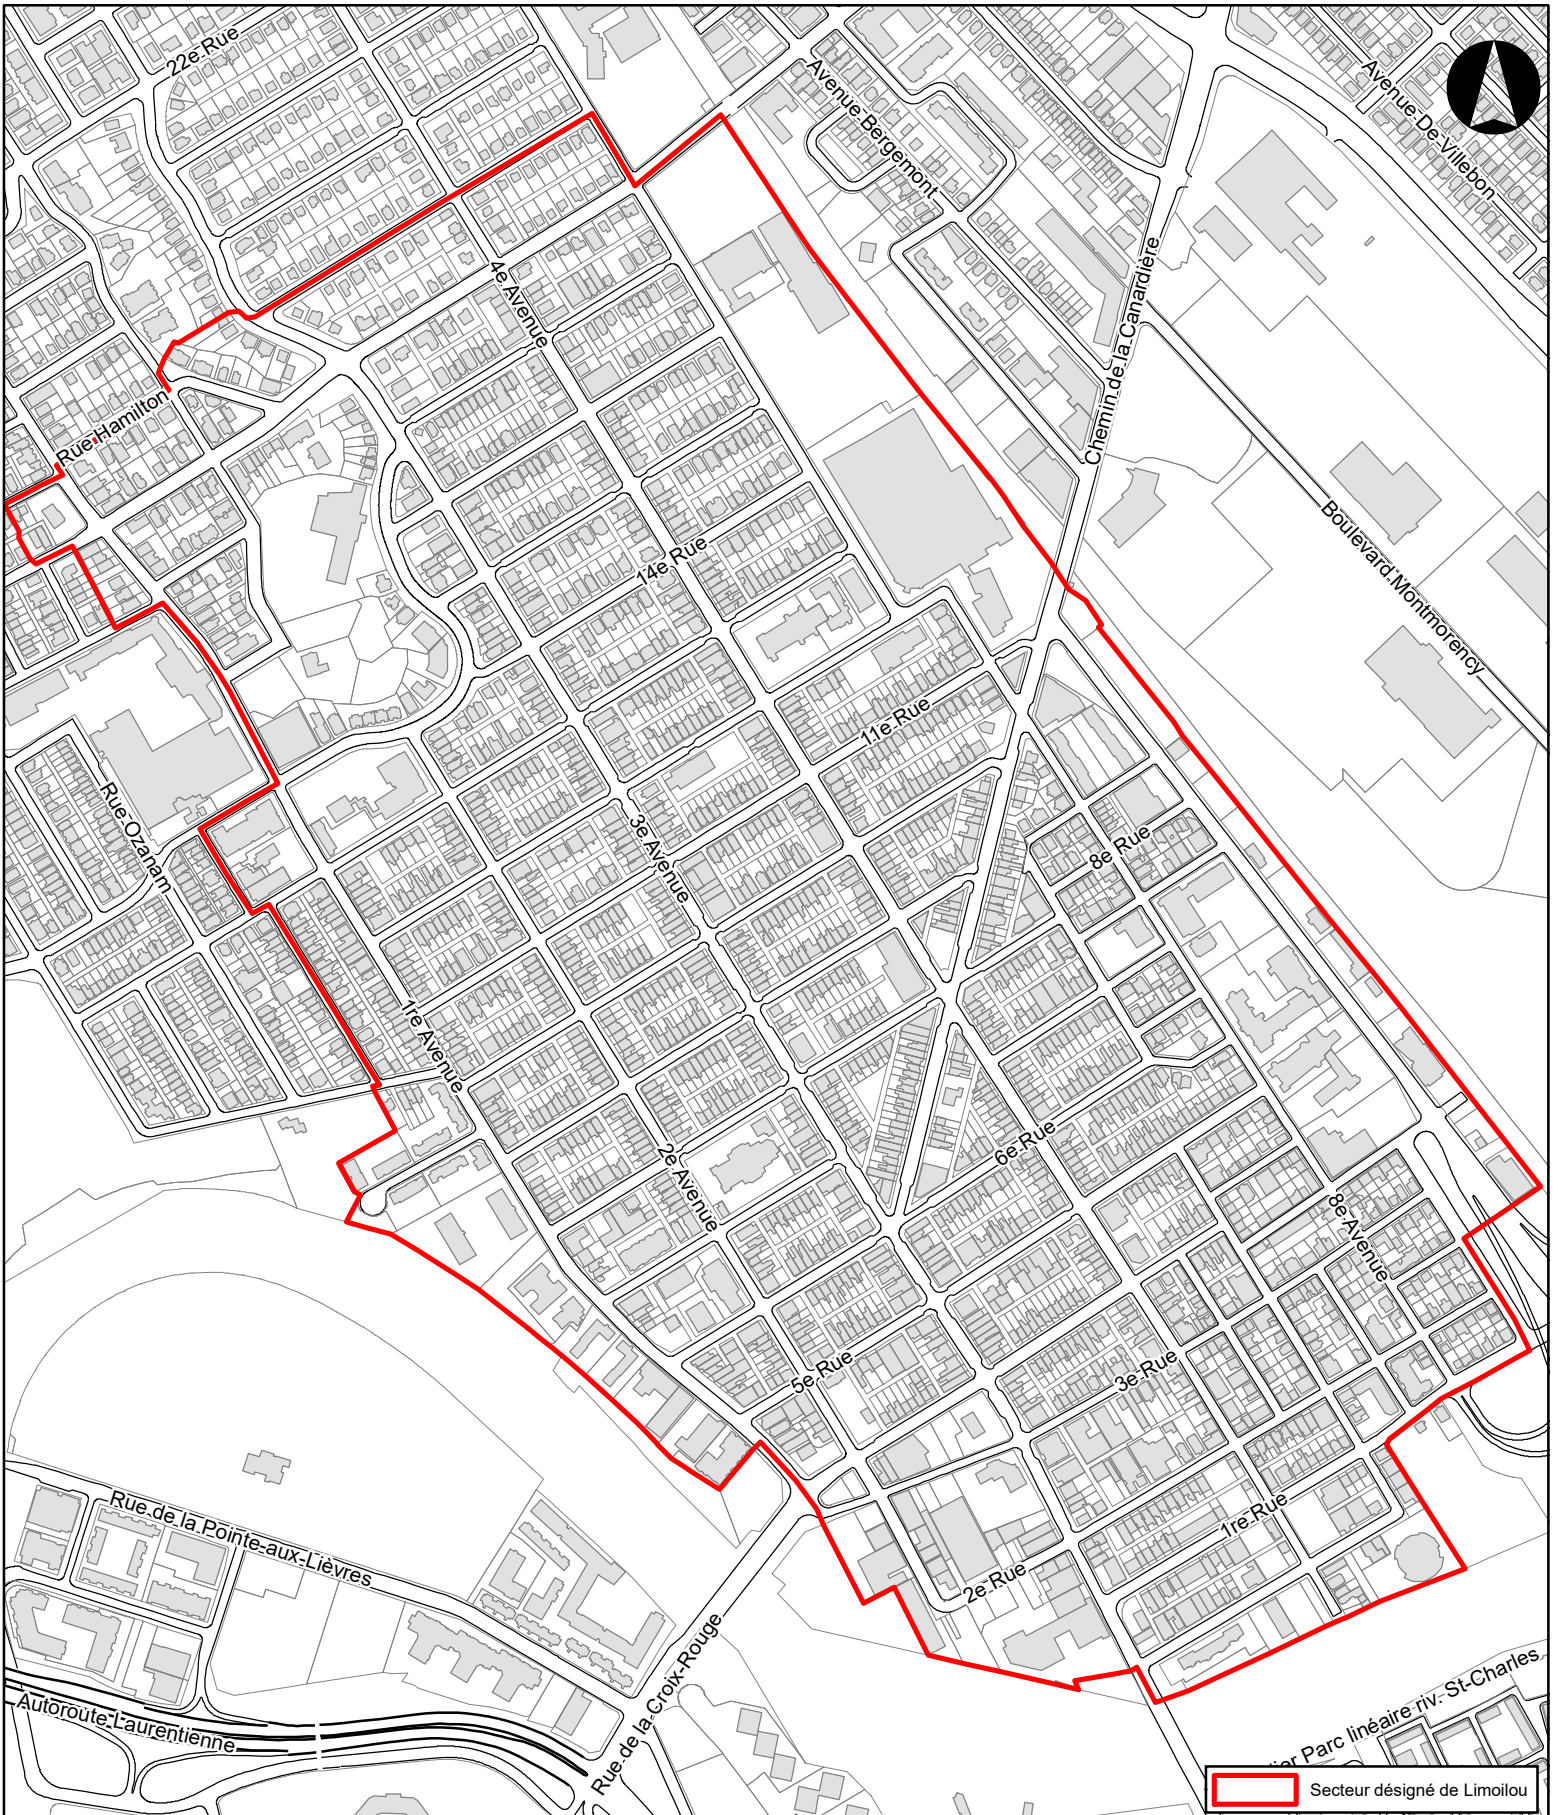 22e Rue
Avenue Bergemont
Avenue De Villebon
4e Avenue
Chemin de la Canardière
Rue Hamilton
Boulevard Montmorency
14e Rue
11e Rue
Rue Ozanam
3e Avenue
8e Rue
1re Avenue
2e Avenue
6e Rue
8e Avenue
5e Rue
3e Rue
Rue de la Pointe-aux-Lièvres
1re Rue
2e Rue
Rue de la Croix-Rouge
Autoroute Laurentienne
Parc linéaire riv. St-Charles
Secteur désigné de Limoilou